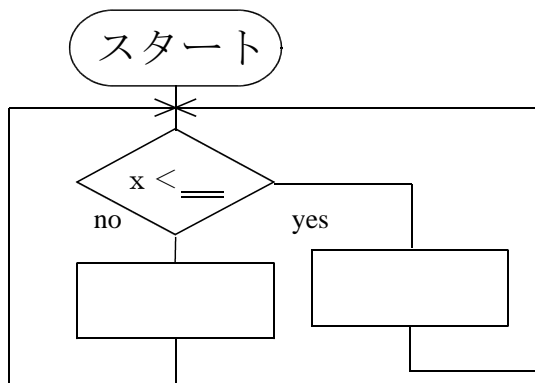 スタート
x <
no
yes